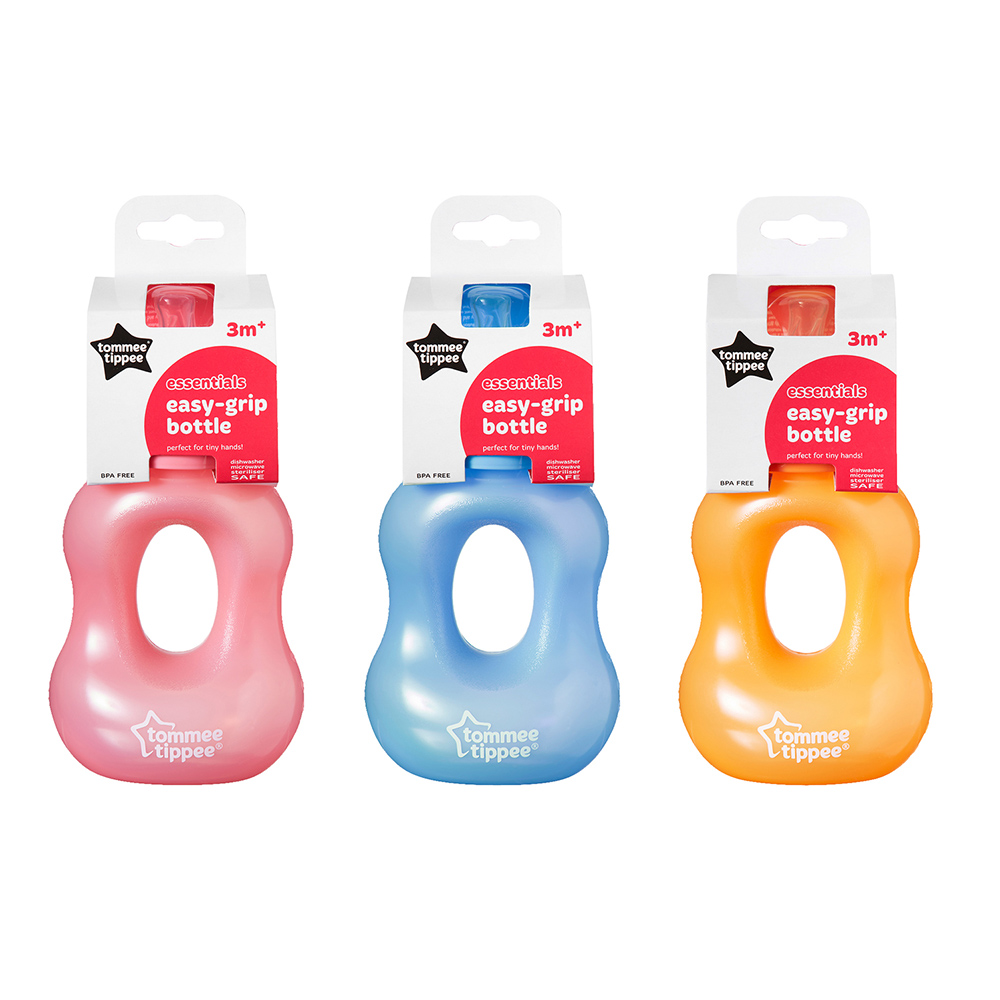 3m+
tommee
tippee
essentials
easy-grip
bottle
perfect for tiny hands!
BPA FREE
dishwasher
microwave
steriliser
SAFE
tommee
tippee®
3m+
tommee
tippee
essentials
easy-grip
bottle
perfect for tiny hands!
BPA FREE
dishwasher
microwave
steriliser
SAFE
tommee
tippee®
3m+
tommee
tippee
essentials
easy-grip
bottle
perfect for tiny hands!
BPA FREE
dishwasher
microwave
steriliser
SAFE
tommee
tippee®